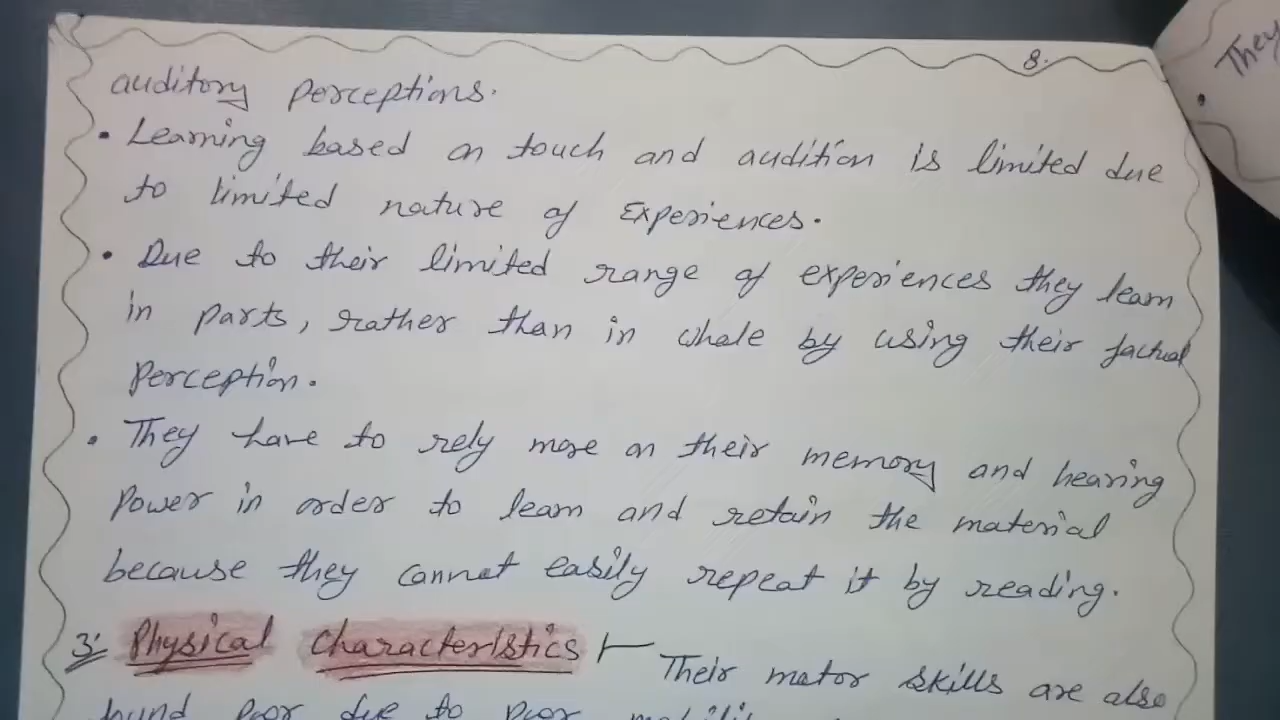 8.
They
auditory perceptions.
• Learning based on touch and audition is limited due
to limited nature of Experiences.
• Due to their limited range of experiences they learn
in parts, rather than in whole by using their factual
perception.
• They have to rely more on their memory and hearing
power in order to learn and retain the material
because they cannot easily repeat it by reading.
3. Physical Characteristics Their motor skills are also
found poor due to poor